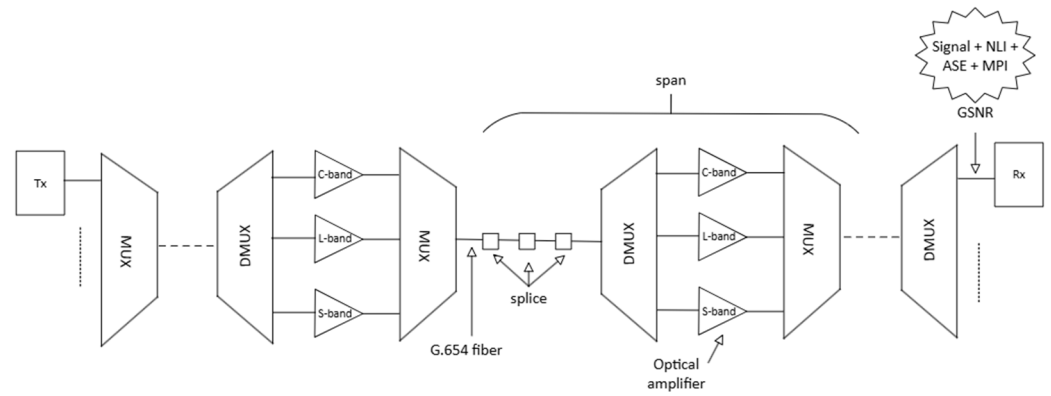 Signal + NLI +
ASE + MPI
GSNR
span
Tx
MUX
DMUX
C-band
L-band
S-band
MUX
splice
G.654 fiber
DMUX
C-band
L-band
S-band
Optical
amplifier
MUX
DMUX
Rx